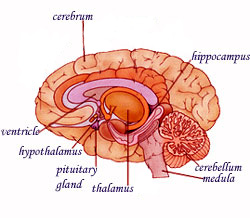 cerebrum
hippocampus
ventricle
hypothalamus
pituitary
gland
thalamus
cerebellum
medula